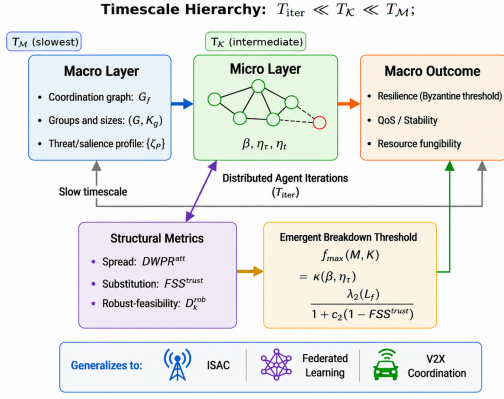 Timescale Hierarchy: T_iter ≪ T_𝒦 ≪ T_ℳ;
T_ℳ (slowest)
T_𝒦 (intermediate)
Macro Layer
• Coordination graph: G_f
• Groups and sizes: (G, K_g)
• Threat/salience profile: {ζ_P}
Micro Layer
β, η_τ, η_t
Macro Outcome
• Resilience (Byzantine threshold)
• QoS / Stability
• Resource fungibility
Slow timescale
Distributed Agent Iterations
(T_iter)
Structural Metrics
• Spread: DWPR^att
• Substitution: FSS^trust
• Robust-feasibility: D_k^rob
Emergent Breakdown Threshold
f_max(M, K)
= κ(β, η_τ)
λ₂(L_f)
1 + c₂(1 − FSS^trust)
Generalizes to:
ISAC
Federated
Learning
V2X
Coordination